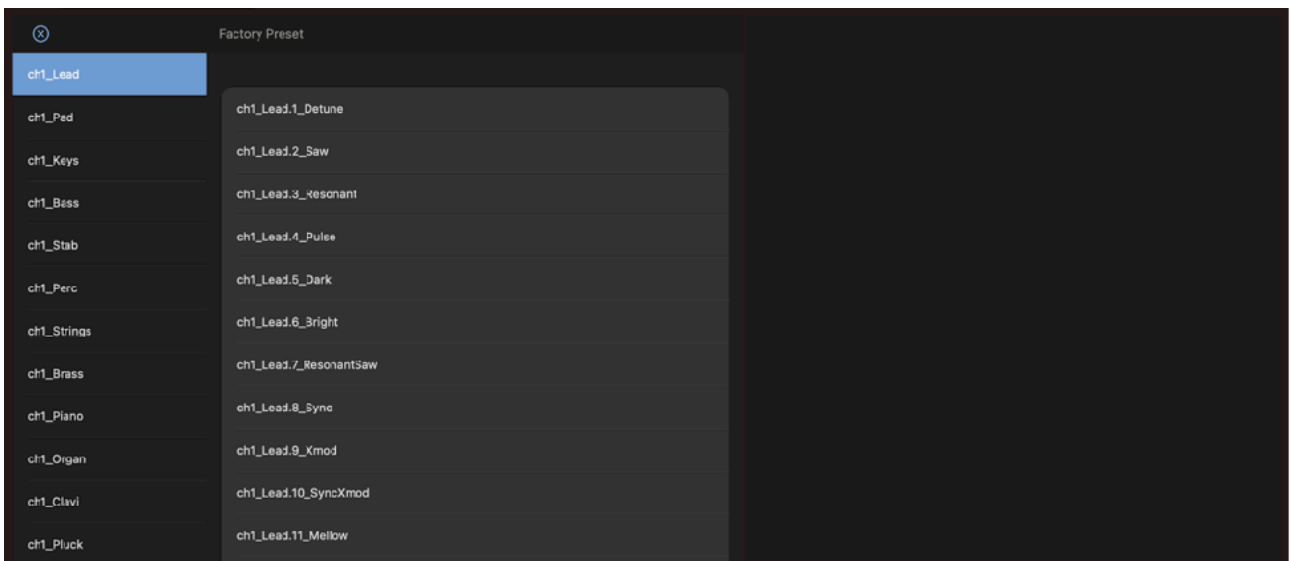 Factory Preset
ch1_Lead
ch1_Pad
ch1_Keys
ch1_Bass
ch1_Stab
ch1_Perc
ch1_Strings
ch1_Brass
ch1_Piano
ch1_Organ
ch1_Clavi
ch1_Pluck
ch1_Lead.1_Detune
ch1_Lead.2_Saw
ch1_Lead.3_Resonant
ch1_Lead.4_Pulse
ch1_Lead.5_Dark
ch1_Lead.6_Bright
ch1_Lead.7_ResonantSaw
ch1_Lead.8_Sync
ch1_Lead.9_Xmod
ch1_Lead.10_SyncXmod
ch1_Lead.11_Mellow